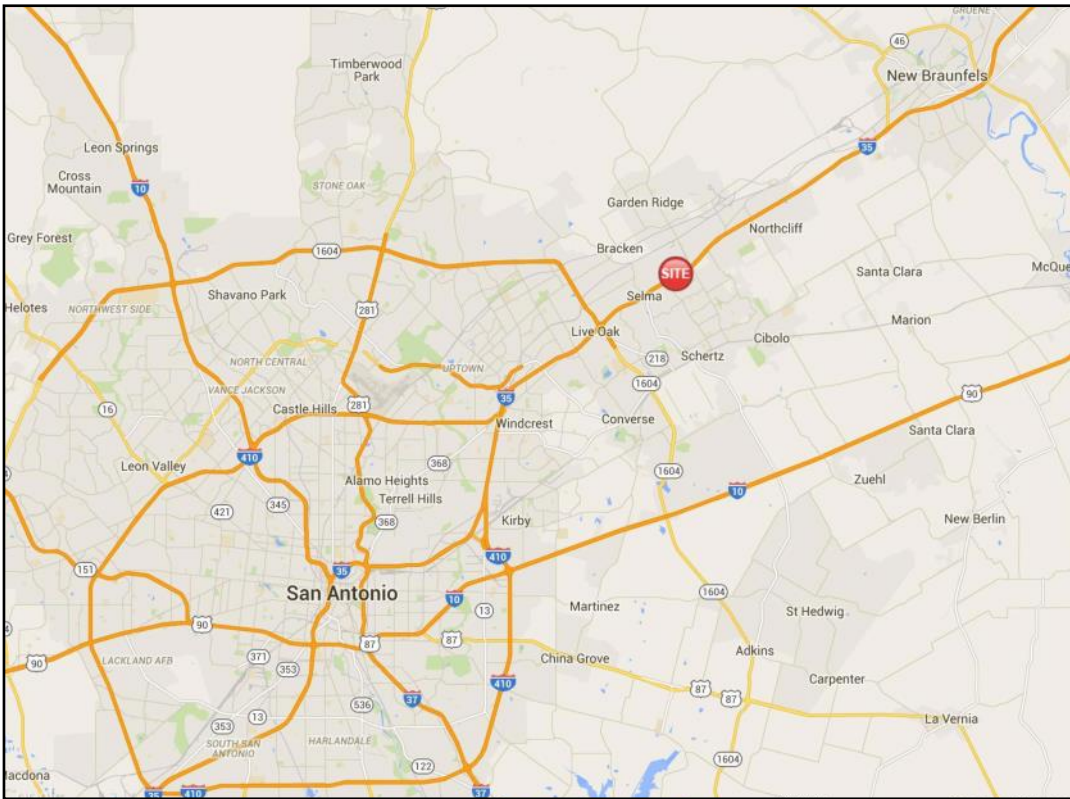 GRUENE
46
New Braunfels
Timberwood
Park
Leon Springs
35
Cross
Mountain
10
STONE OAK
Garden Ridge
Northcliff
Grey Forest
1604
Bracken
SITE
Santa Clara
McQue
Helotes
Shavano Park
Selma
NORTHWEST SIDE
281
Marion
Live Oak
Cibolo
NORTH CENTRAL
UPTOWN
218
Schertz
VANCE JACKSON
1604
35
90
16
Castle Hills
281
Windcrest
Converse
Santa Clara
410
368
Leon Valley
1604
Alamo Heights
Zuehl
Terrell Hills
10
345
421
368
Kirby
New Berlin
410
151
35
1604
San Antonio
10
13
Martinez
St Hedwig
90
87
87
Adkins
LACKLAND AFB
371
China Grove
90
353
410
Carpenter
87
87
37
536
13
353
La Vernia
SOUTH SAN
ANTONIO
HARLANDALE
1604
122
Macdona
35
410
37